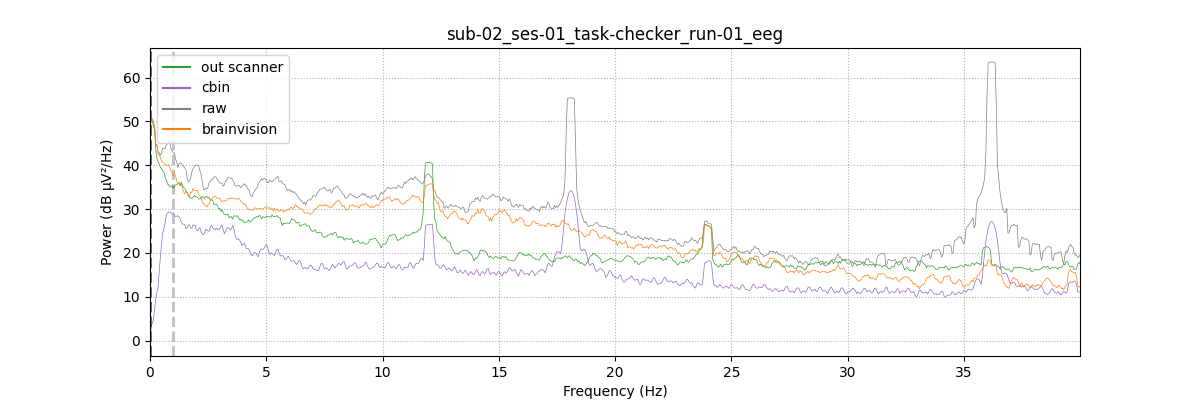 sub-02_ses-01_task-checker_run-01_eeg
Power (dB µV²/Hz)
60
50
40
30
20
10
0
out scanner
cbin
raw
brainvision
0 5 10 15 20 25 30 35
Frequency (Hz)